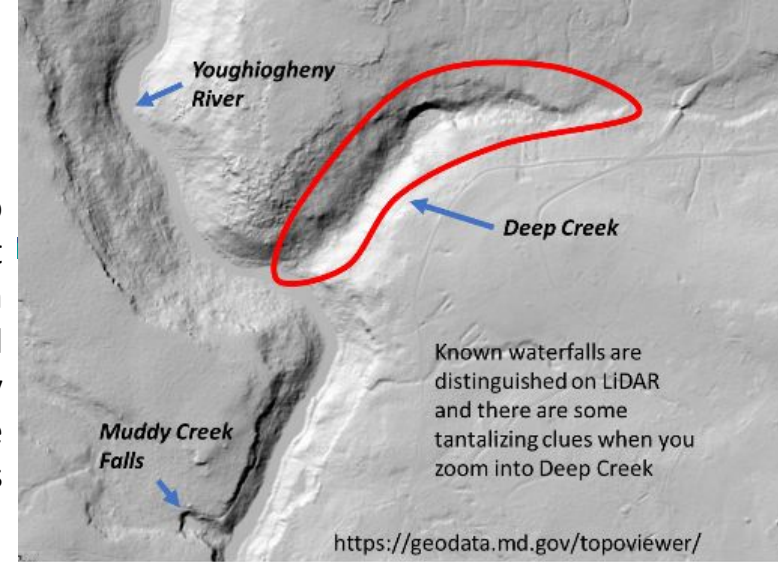 Youghiogheny
River
Deep Creek
Known waterfalls are
distinguished on LiDAR
and there are some
tantalizing clues when you
zoom into Deep Creek
Muddy Creek
Falls
https://geodata.md.gov/topoviewer/